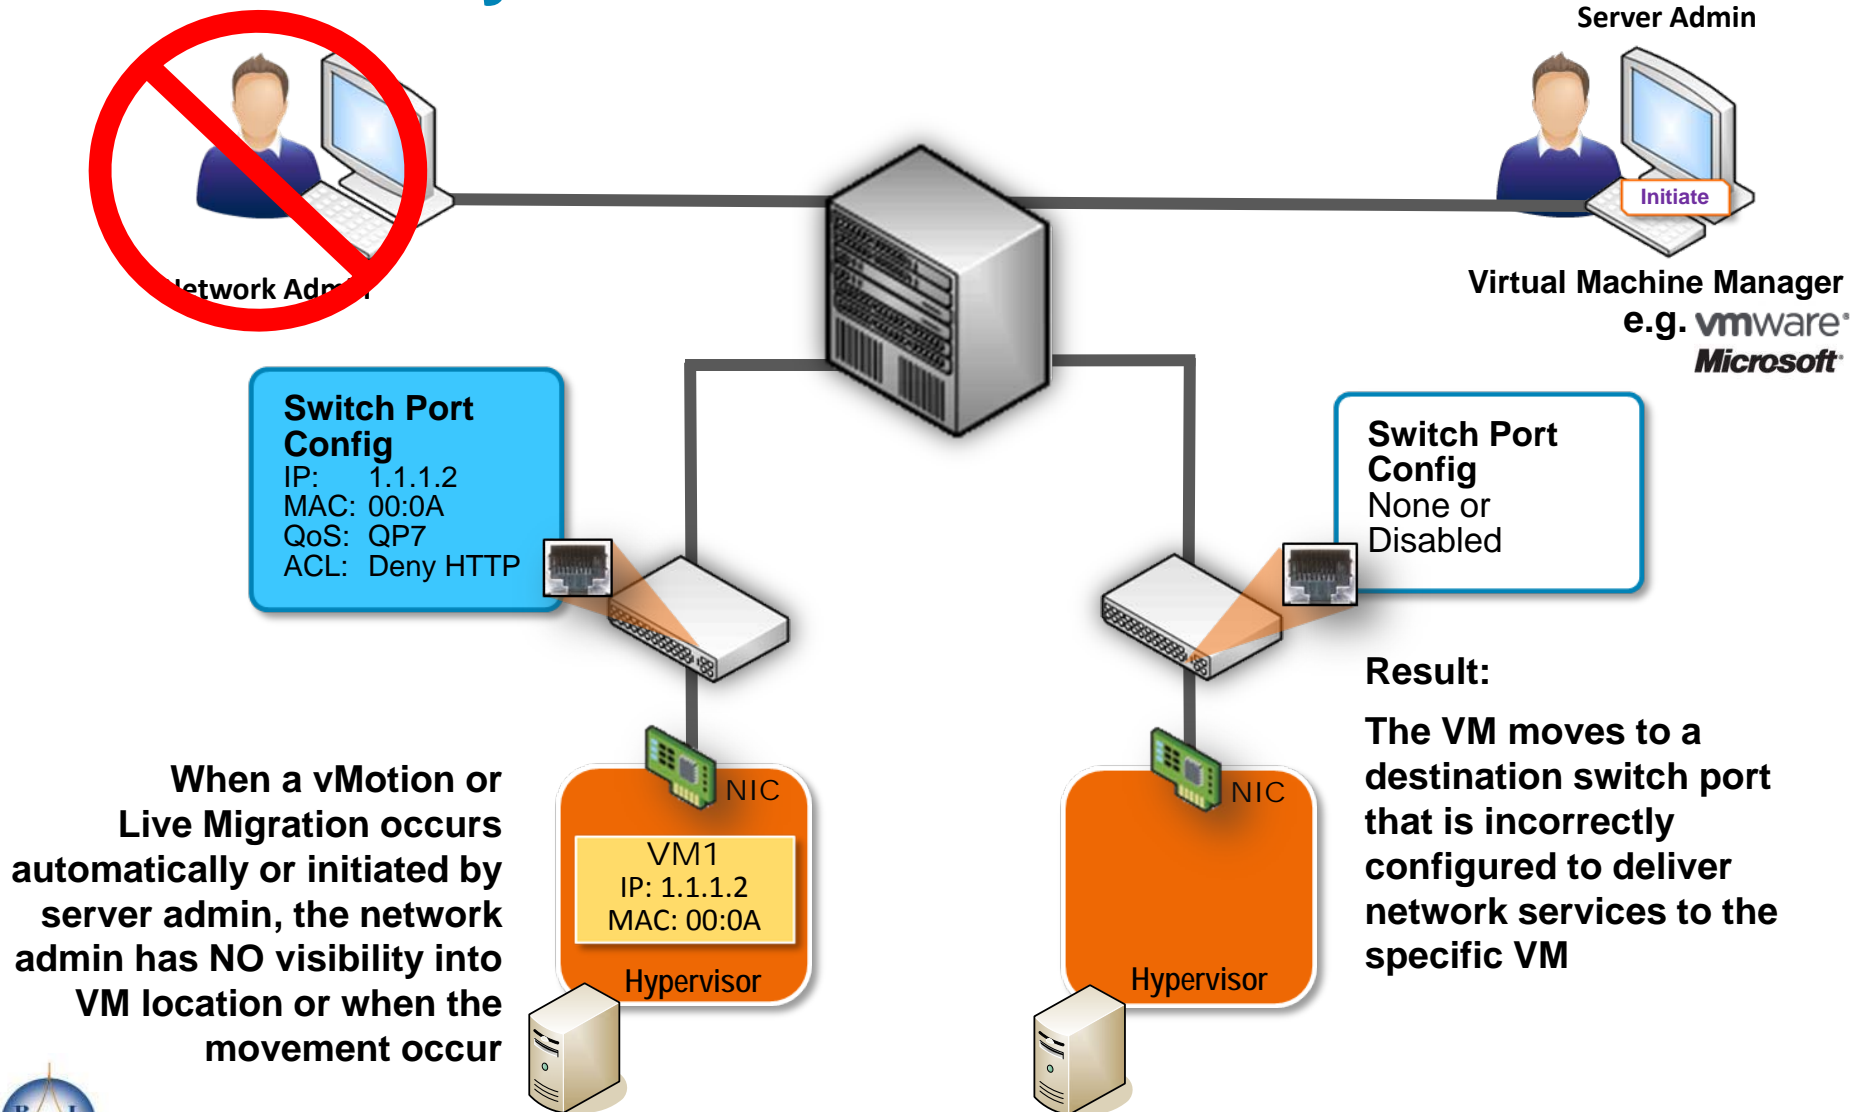 Server Admin
Initiate
Network Admin
Virtual Machine Manager
e.g. vmware
Microsoft
Switch Port
Config
IP: 1.1.1.2
MAC: 00:0A
QoS: QP7
ACL: Deny HTTP
Switch Port
Config
None or
Disabled
When a vMotion or
Live Migration occurs
automatically or initiated by
server admin, the network
admin has NO visibility into
VM location or when the
movement occur
NIC
VM1
IP: 1.1.1.2
MAC: 00:0A
Hypervisor
NIC
Hypervisor
Result:
The VM moves to a
destination switch port
that is incorrectly
configured to deliver
network services to the
specific VM